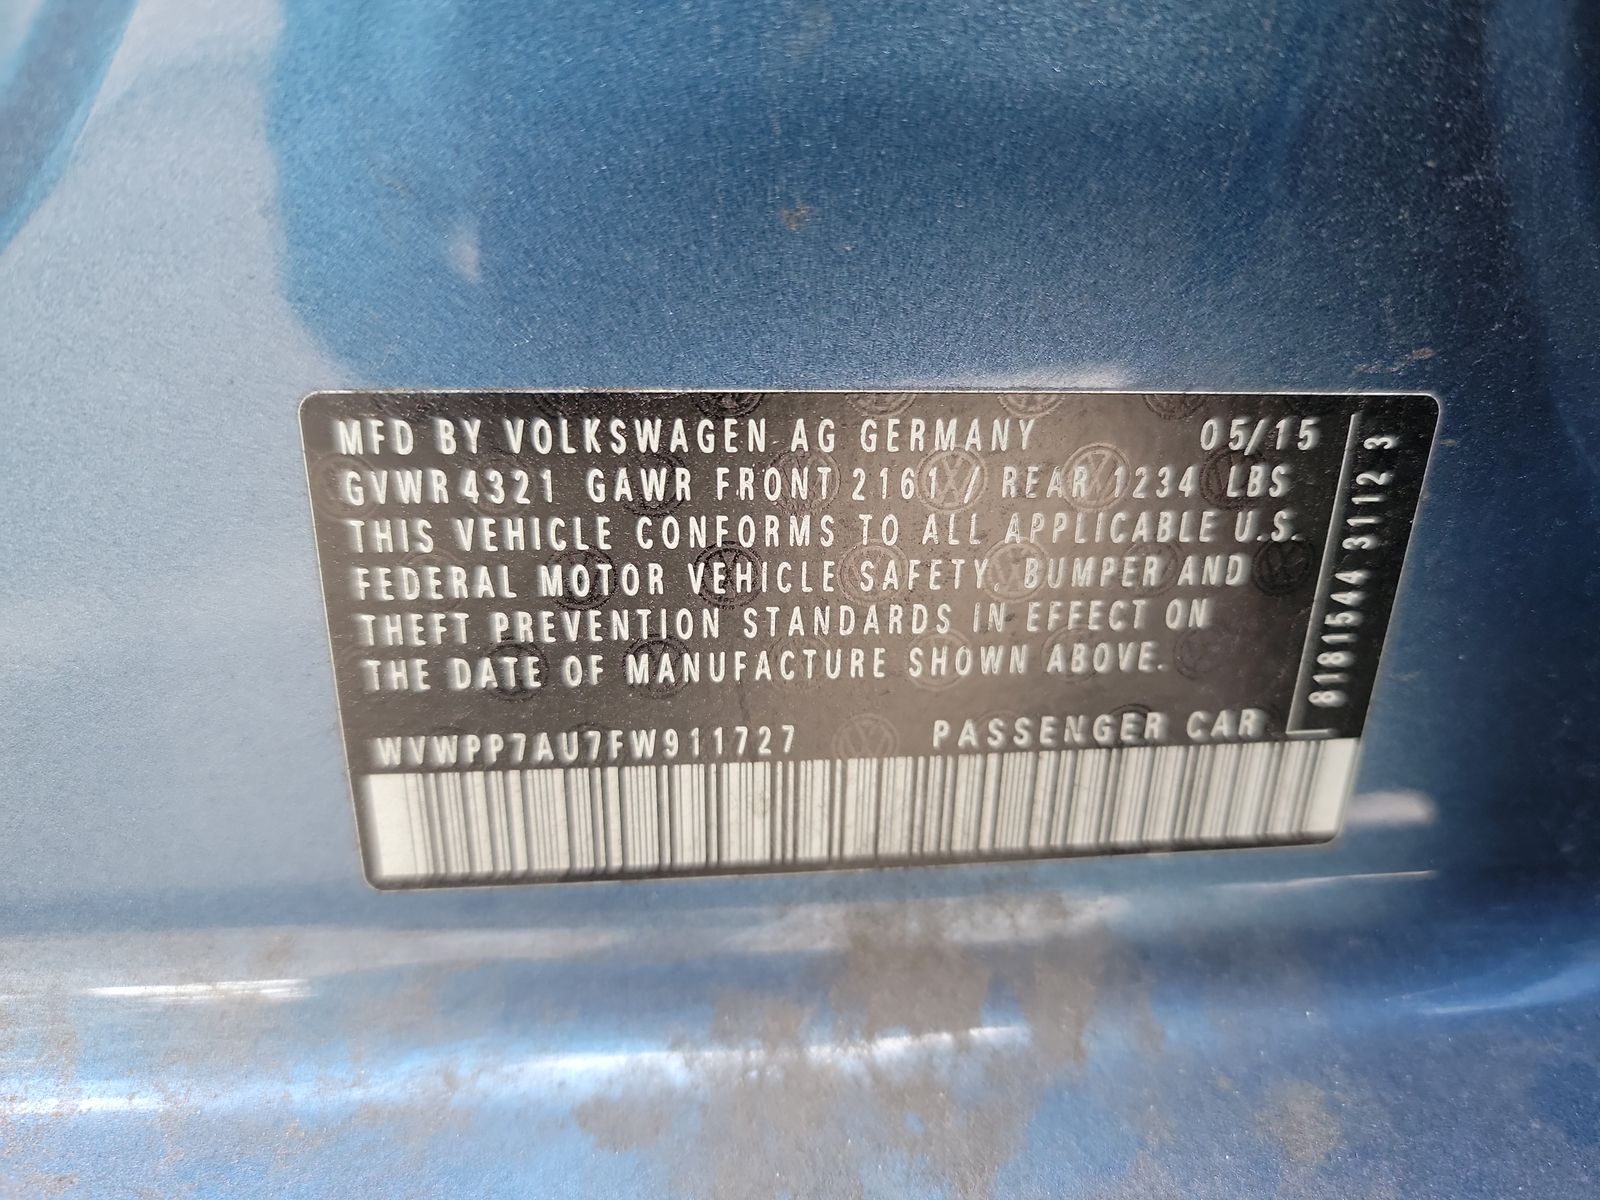 MFD BY VOLKSWAGEN AG GERMANY 05/15
GVWR 4321 GAWR FRONT 2161 / REAR 1234 LBS
THIS VEHICLE CONFORMS TO ALL APPLICABLE U.S.
FEDERAL MOTOR VEHICLE SAFETY, BUMPER AND
THEFT PREVENTION STANDARDS IN EFFECT ON
THE DATE OF MANUFACTURE SHOWN ABOVE.
WVWPP7AU7FW911727 PASSENGER CAR
8181544 3112 3